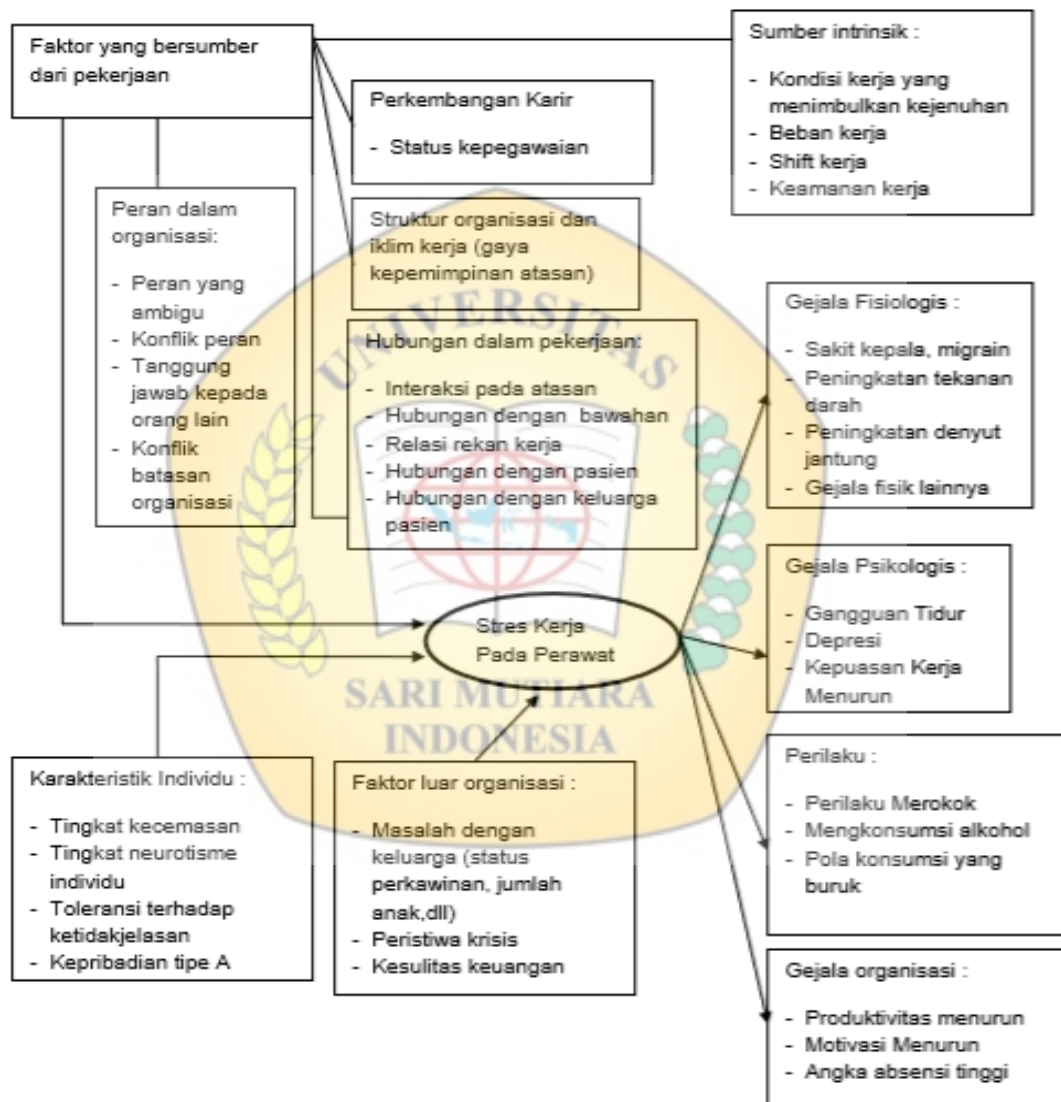 Faktor yang bersumber
dari pekerjaan
Sumber intrinsik :
- Kondisi kerja yang
menimbulkan kejenuhan
- Beban kerja
- Shift kerja
- Keamanan kerja
Perkembangan Karir
- Status kepegawaian
Peran dalam
organisasi:
- Peran yang
ambigu
- Konflik peran
- Tanggung
jawab kepada
orang lain
- Konflik
batasan
organisasi
Struktur organisasi dan
iklim kerja (gaya
kepemimpinan atasan)
Hubungan dalam pekerjaan:
- Interaksi pada atasan
- Hubungan dengan bawahan
- Relasi rekan kerja
- Hubungan dengan pasien
- Hubungan dengan keluarga
pasien
Gejala Fisiologis :
- Sakit kepala, migrain
- Peningkatan tekanan
darah
- Peningkatan denyut
jantung
- Gejala fisik lainnya
Stres Kerja
Pada Perawat
Gejala Psikologis :
- Gangguan Tidur
- Depresi
- Kepuasan Kerja
Menurun
Karakteristik Individu :
- Tingkat kecemasan
- Tingkat neurotisme
individu
- Toleransi terhadap
ketidakjelasan
- Kepribadian tipe A
Faktor luar organisasi :
- Masalah dengan
keluarga (status
perkawinan, jumlah
anak,dll)
- Peristiwa krisis
- Kesulitas keuangan
Perilaku :
- Perilaku Merokok
- Mengkonsumsi alkohol
- Pola konsumsi yang
buruk
Gejala organisasi :
- Produktivitas menurun
- Motivasi Menurun
- Angka absensi tinggi
UNIVERSITAS
SARI MUTIARA
INDONESIA